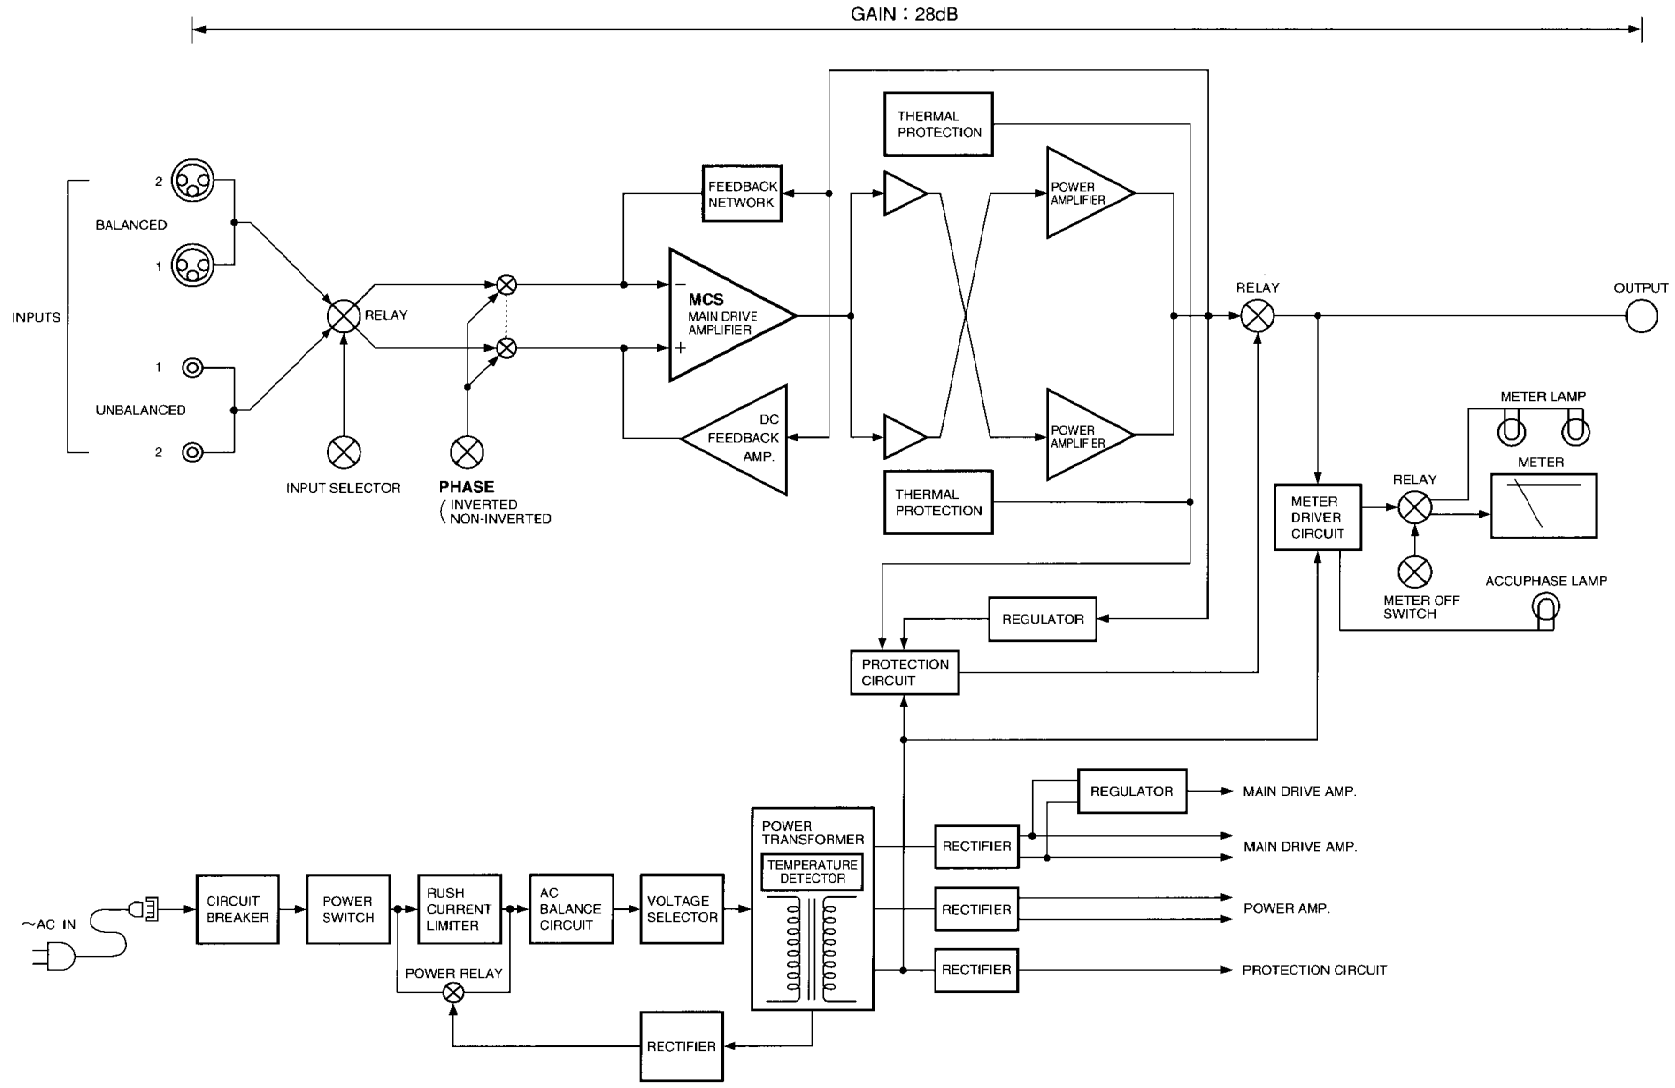 GAIN : 28dB
THERMAL
PROTECTION
2
BALANCED
1
INPUTS
1
UNBALANCED
2
RELAY
INPUT SELECTOR
PHASE
( INVERTED
NON-INVERTED
FEEDBACK
NETWORK
−
MCS
MAIN DRIVE
AMPLIFIER
+
DC
FEEDBACK
AMP.
POWER
AMPLIFIER
POWER
AMPLIFIER
THERMAL
PROTECTION
RELAY
OUTPUT
METER LAMP
METER
RELAY
METER
DRIVER
CIRCUIT
METER OFF
SWITCH
ACCUPHASE LAMP
REGULATOR
PROTECTION
CIRCUIT
~AC IN
CIRCUIT
BREAKER
POWER
SWITCH
RUSH
CURRENT
LIMITER
AC
BALANCE
CIRCUIT
VOLTAGE
SELECTOR
POWER
TRANSFORMER
TEMPERATURE
DETECTOR
POWER RELAY
RECTIFIER
REGULATOR
MAIN DRIVE AMP.
RECTIFIER
MAIN DRIVE AMP.
RECTIFIER
POWER AMP.
RECTIFIER
PROTECTION CIRCUIT